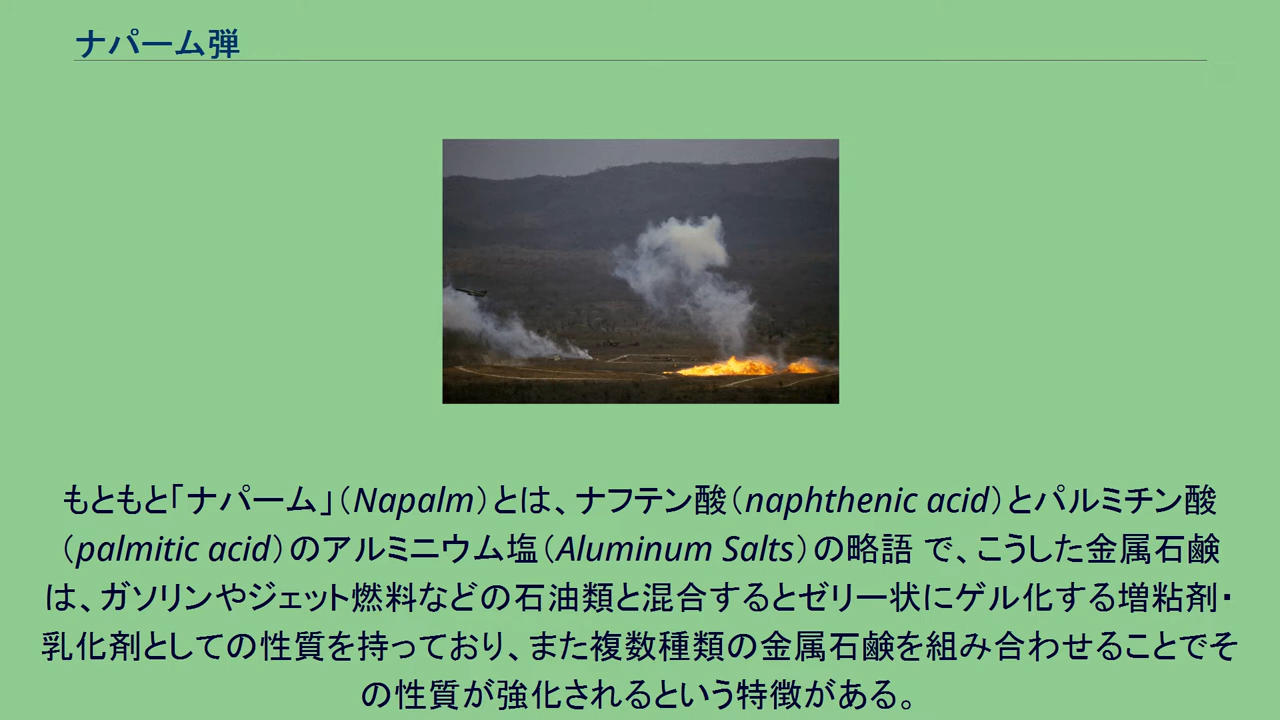 ナパーム弾
もともと「ナパーム」（Napalm）とは、ナフテン酸（naphthenic acid）とパルミチン酸
（palmitic acid）のアルミニウム塩（Aluminum Salts）の略語 で、こうした金属石鹸
は、ガソリンやジェット燃料などの石油類と混合するとゼリー状にゲル化する増粘剤・
乳化剤としての性質を持っており、また複数種類の金属石鹸を組み合わせることでそ
の性質が強化されるという特徴がある。